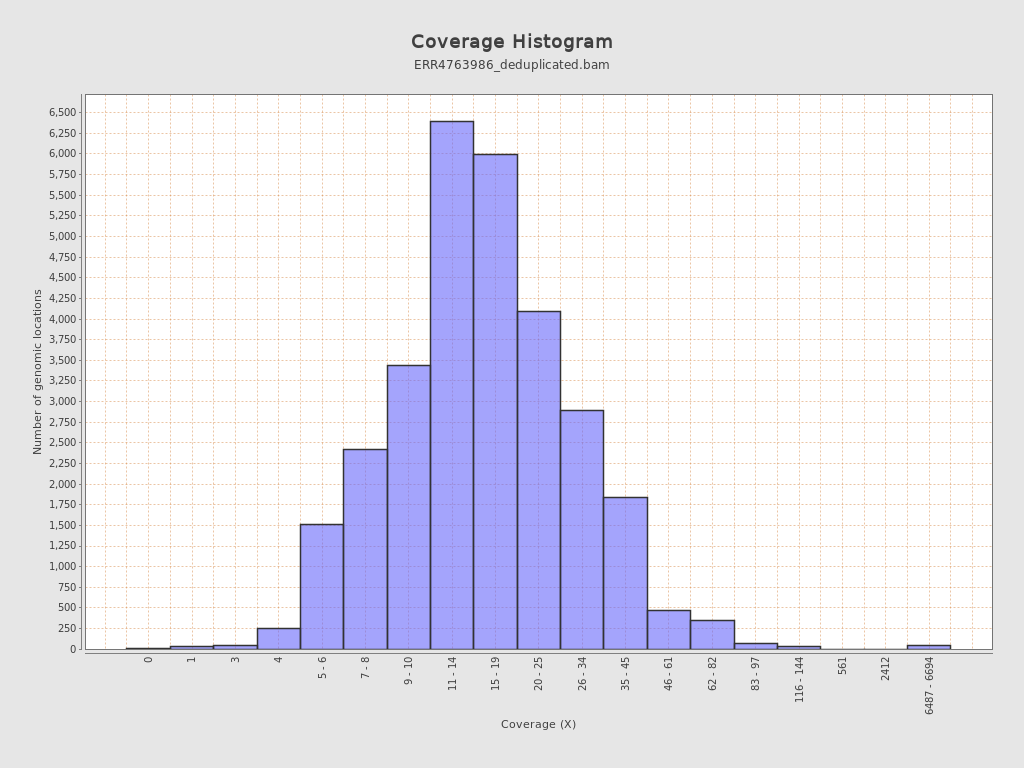 Coverage Histogram
ERR4763986_deduplicated.bam
Number of genomic locations
6,500
6,250
6,000
5,750
5,500
5,250
5,000
4,750
4,500
4,250
4,000
3,750
3,500
3,250
3,000
2,750
2,500
2,250
2,000
1,750
1,500
1,250
1,000
750
500
250
0
0
1
3
4
5 - 6
7 - 8
9 - 10
11 - 14
15 - 19
20 - 25
26 - 34
35 - 45
46 - 61
62 - 82
83 - 97
116 - 144
561
2412
6487 - 6694
Coverage (X)